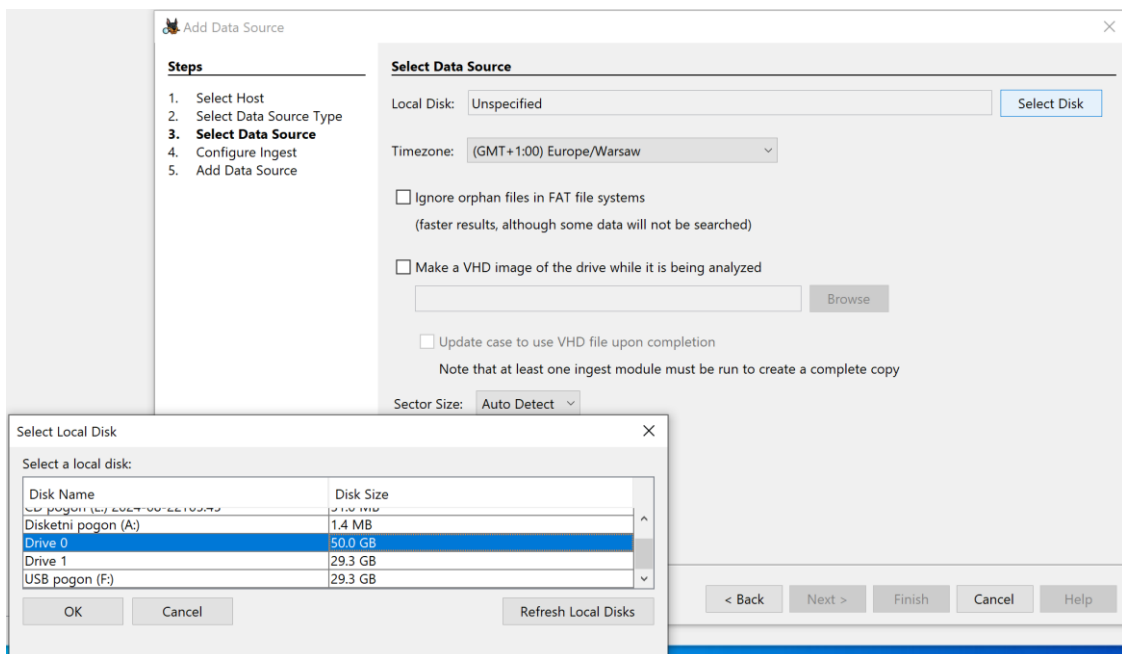 Add Data Source
Steps
1. Select Host
2. Select Data Source Type
3. Select Data Source
4. Configure Ingest
5. Add Data Source
Select Data Source
Local Disk: Unspecified Select Disk
Timezone: (GMT+1:00) Europe/Warsaw
Ignore orphan files in FAT file systems
(faster results, although some data will not be searched)
Make a VHD image of the drive while it is being analyzed
Browse
Update case to use VHD file upon completion
Note that at least one ingest module must be run to create a complete copy
Sector Size: Auto Detect
< Back Next > Finish Cancel Help
Select Local Disk
Select a local disk:
Disk Name Disk Size
CD pogon MB
Disketni pogon (A:) 1.4 MB
Drive 0 50.0 GB
Drive 1 29.3 GB
USB pogon (F:) 29.3 GB
OK Cancel Refresh Local Disks